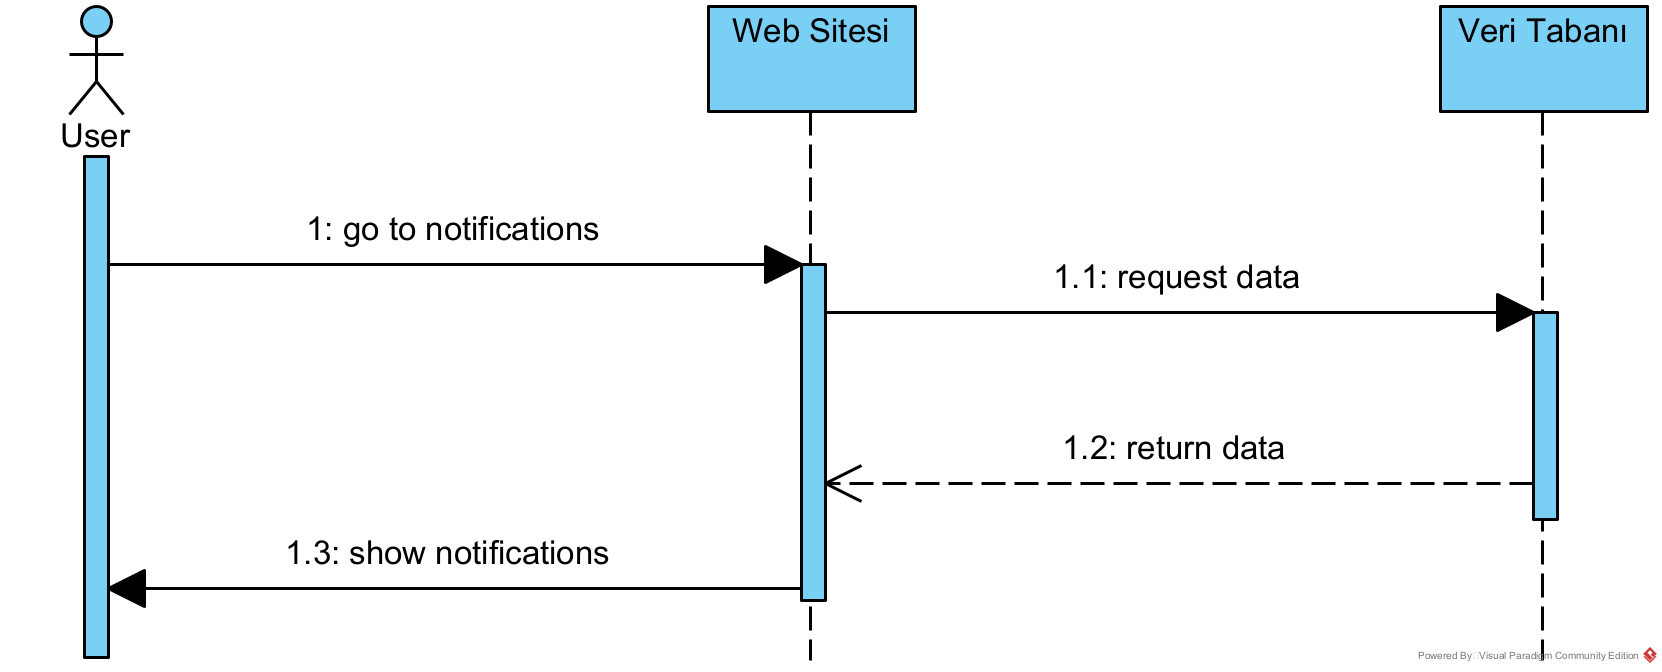 User
Web Sitesi
Veri Tabanı
1: go to notifications
1.1: request data
1.2: return data
1.3: show notifications
Powered By Visual Paradigm Community Edition